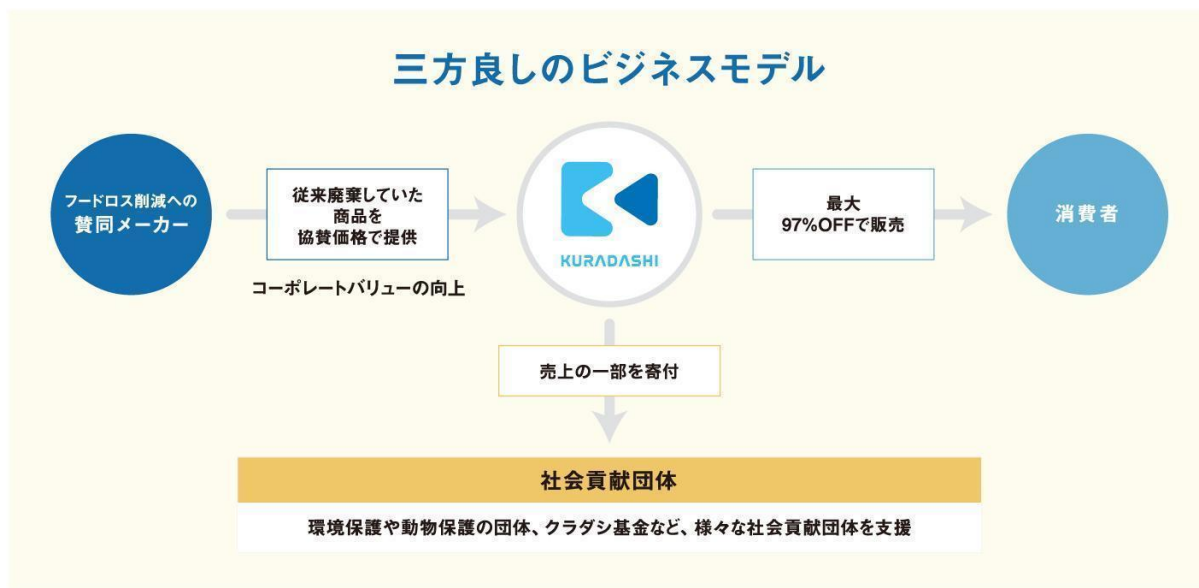 三方良しのビジネスモデル
フードロス削減への
賛同メーカー
従来廃棄していた
商品を
協賛価格で提供
コーポレートバリューの向上
KURADASHI
最大
97%OFFで販売
消費者
売上の一部を寄付
社会貢献団体
環境保護や動物保護の団体、クラダシ基金など、様々な社会貢献団体を支援